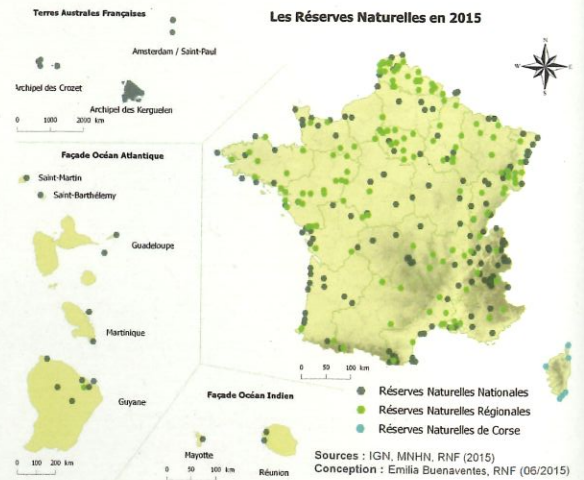 Les Réserves Naturelles en 2015
Terres Australes Françaises
Amsterdam / Saint-Paul
Archipel des Crozet
Archipel des Kerguelen
0 1000 2000 km
Façade Océan Atlantique
Saint-Martin
Saint-Barthélemy
Guadeloupe
Martinique
Guyane
0 100 200 km
Façade Océan Indien
Mayotte
Réunion
0 50 100 km
0 50 100 km
N
W E
S
Réserves Naturelles Nationales
Réserves Naturelles Régionales
Réserves Naturelles de Corse
Sources : IGN, MNHN, RNF (2015)
Conception : Emilia Buenaventes, RNF (06/2015)